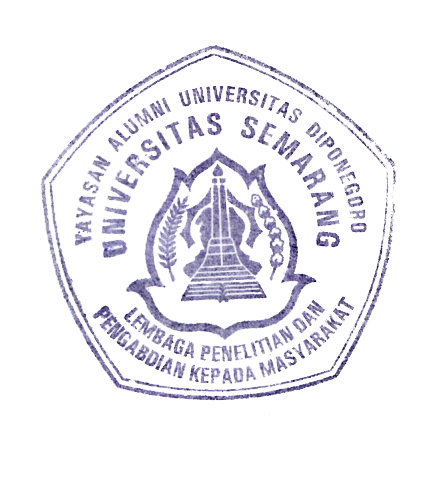 YAYASAN ALUMNI UNIVERSITAS DIPONEGORO
UNIVERSITAS SEMARANG
LEMBAGA PENELITIAN DAN
PENGABDIAN KEPADA MASYARAKAT